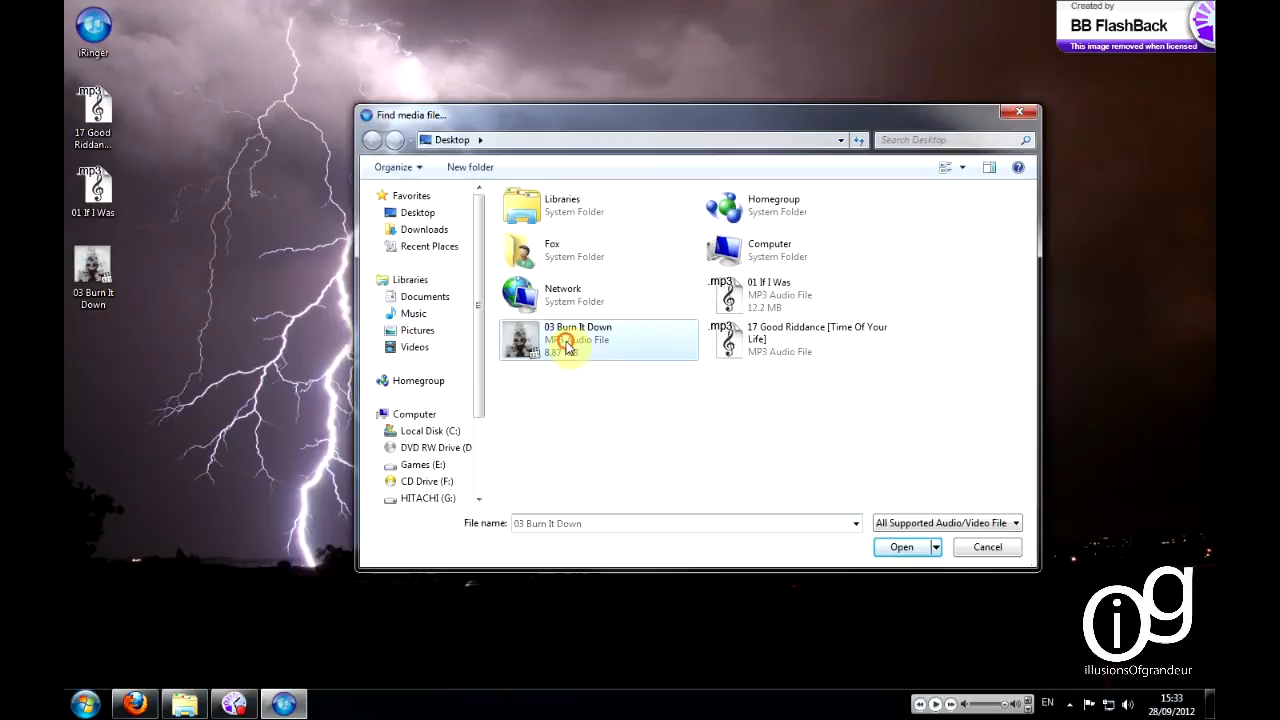 Created by
BB FlashBack
This image removed when licensed
iRinger
.mp3
17 Good
Riddan...
.mp3
01 If I Was
03 Burn It
Down
Find media file...
Desktop
Search Desktop
Organize
New folder
Favorites
Desktop
Downloads
Recent Places
Libraries
Documents
Music
Pictures
Videos
Homegroup
Computer
Local Disk (C:)
DVD RW Drive (D
Games (E:)
CD Drive (F:)
HITACHI (G:)
Libraries
System Folder
Homegroup
System Folder
Fox
System Folder
Computer
System Folder
Network
System Folder
.mp3
01 If I Was
MP3 Audio File
12.2 MB
03 Burn It Down
MP3 Audio File
8.87 MB
.mp3
17 Good Riddance [Time Of Your
Life]
MP3 Audio File
File name:
03 Burn It Down
All Supported Audio/Video File
Open
Cancel
iG
illusionsOfgrandeur
EN
15:33
28/09/2012